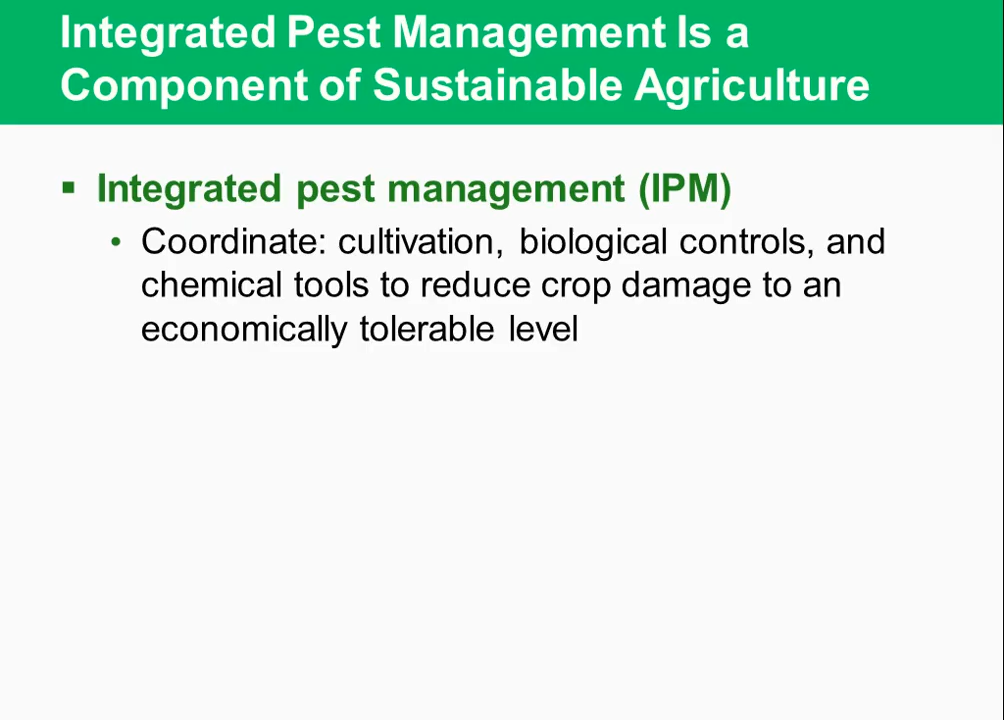 Integrated Pest Management Is a
Component of Sustainable Agriculture
▪ Integrated pest management (IPM)
• Coordinate: cultivation, biological controls, and
chemical tools to reduce crop damage to an
economically tolerable level